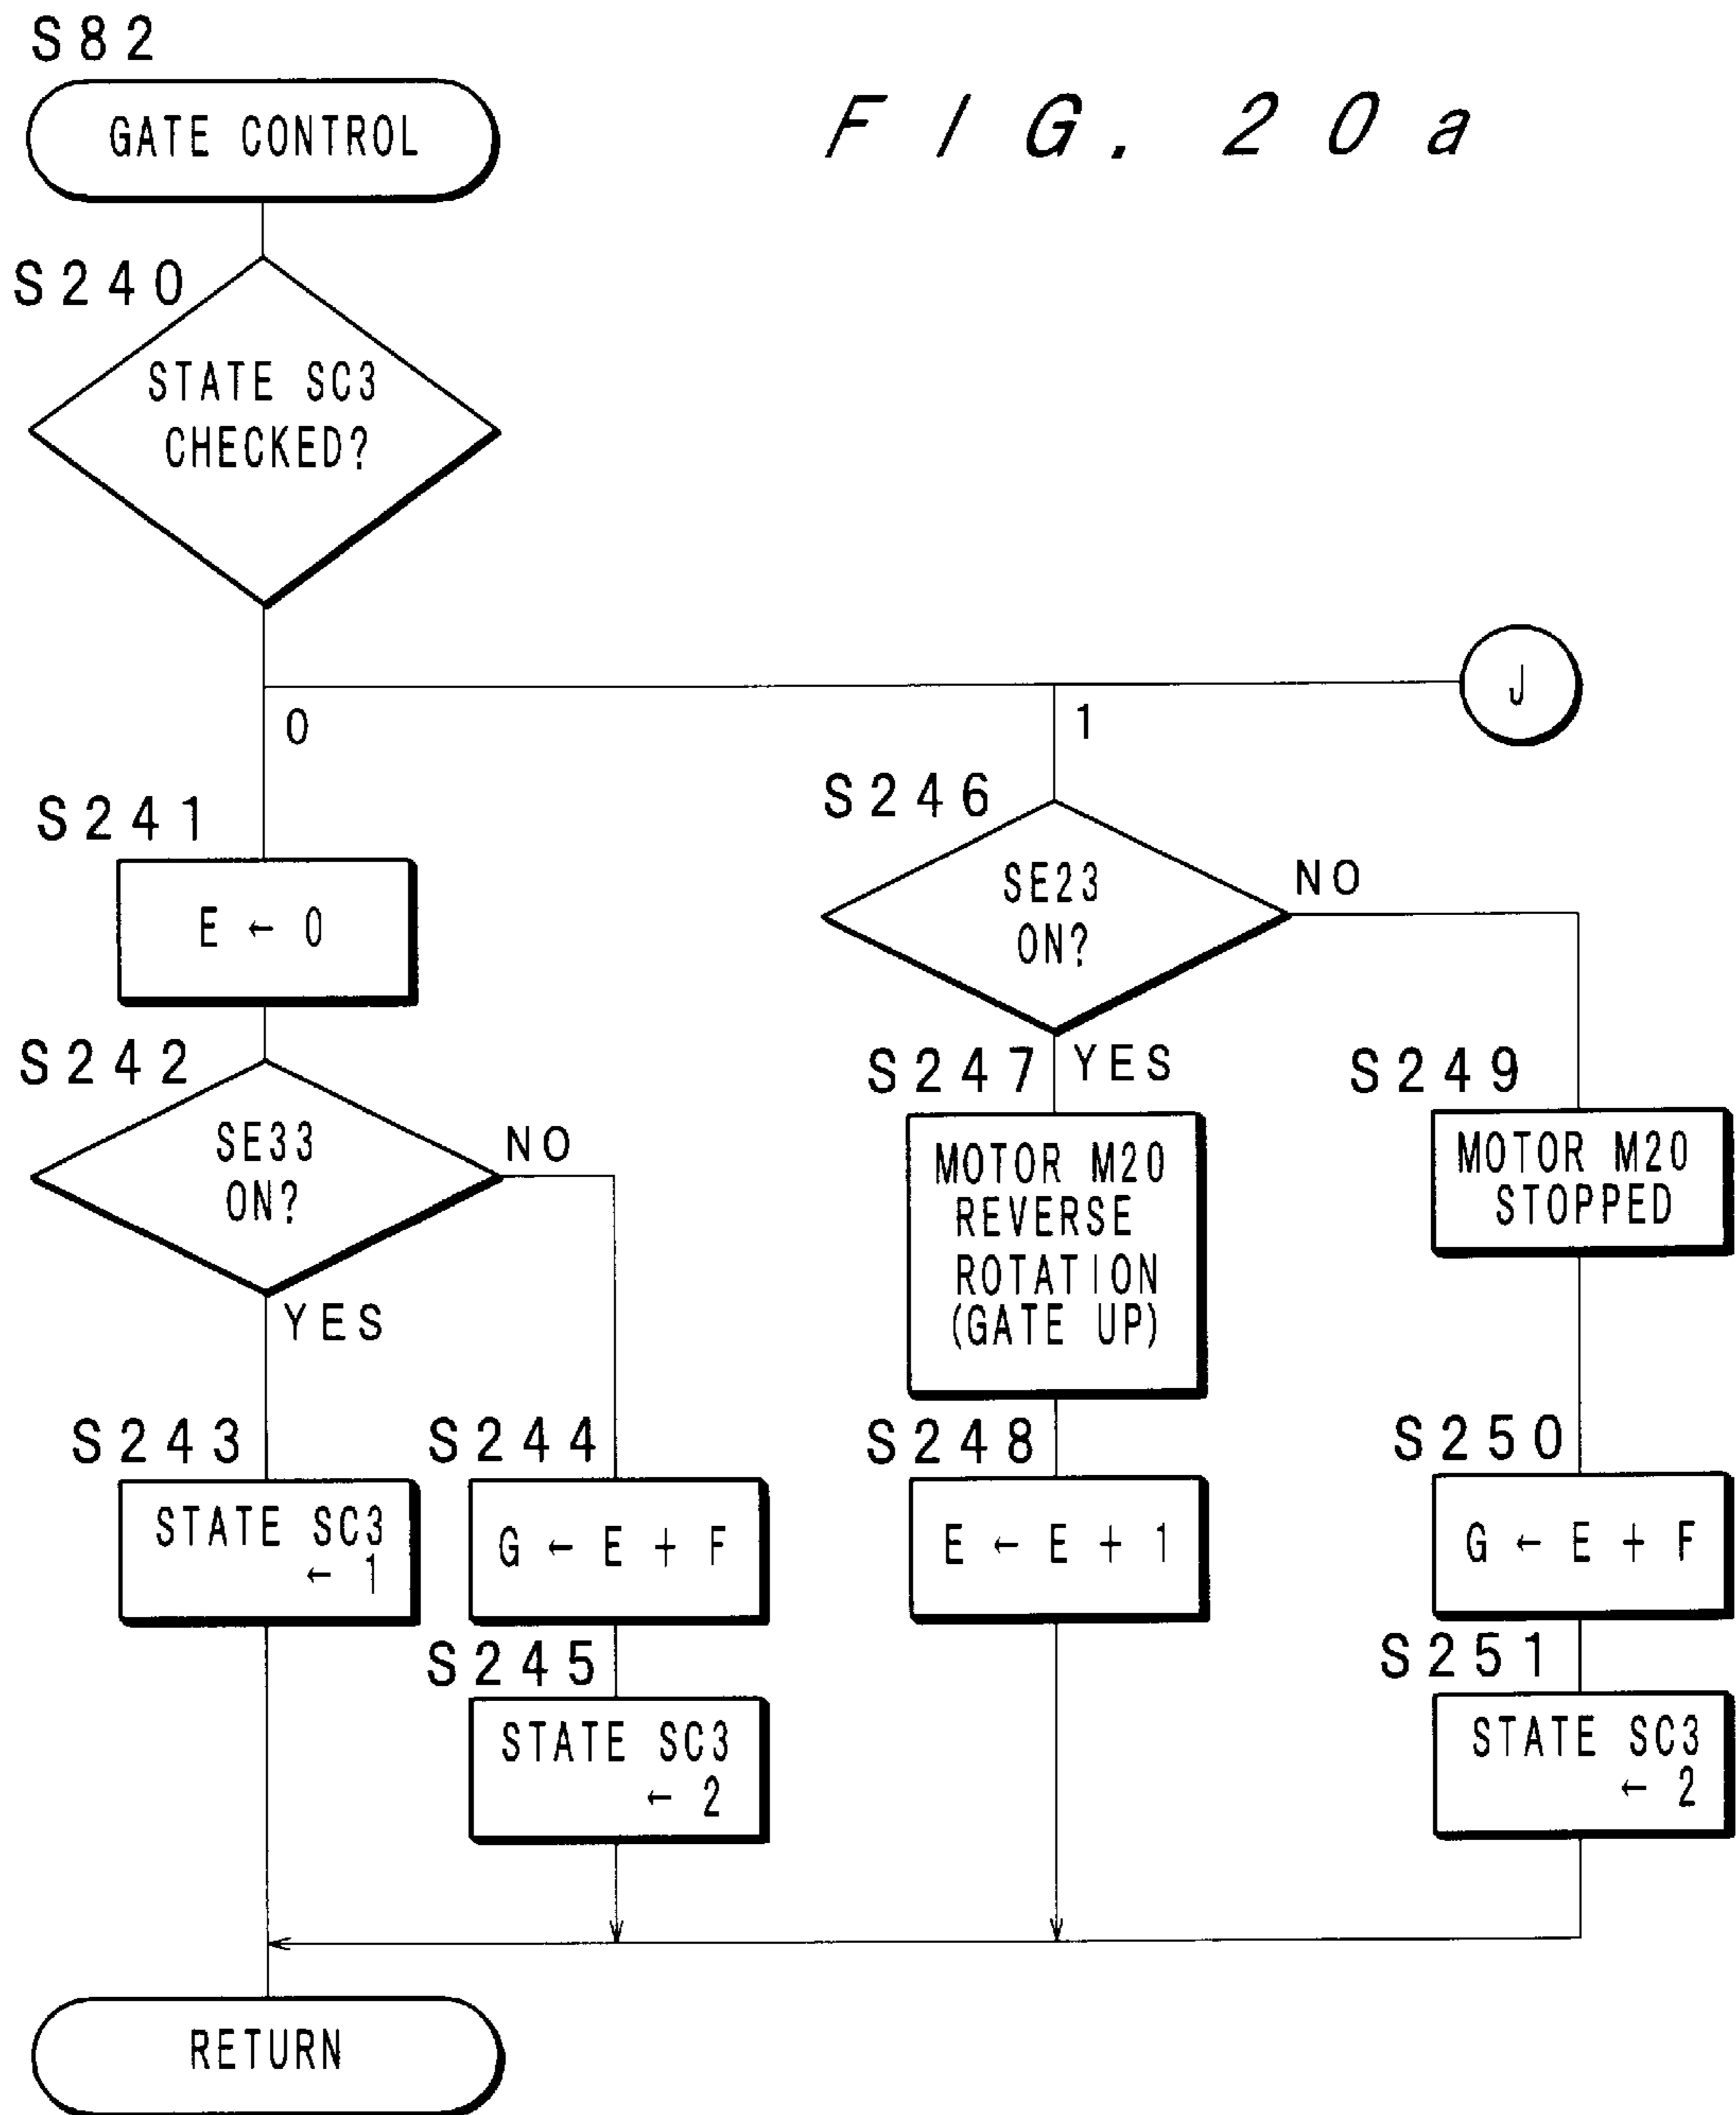 S82
GATE CONTROL
FIG. 20a
S240
STATE SC3
CHECKED?
J
0
1
S241
E ← 0
S242
SE33
ON?
NO
YES
S243
STATE SC3
← 1
S244
G ← E + F
S245
STATE SC3
← 2
S246
SE23
ON?
NO
YES
S247
MOTOR M20
REVERSE
ROTATION
(GATE UP)
S248
E ← E + 1
S249
MOTOR M20
STOPPED
S250
G ← E + F
S251
STATE SC3
← 2
RETURN